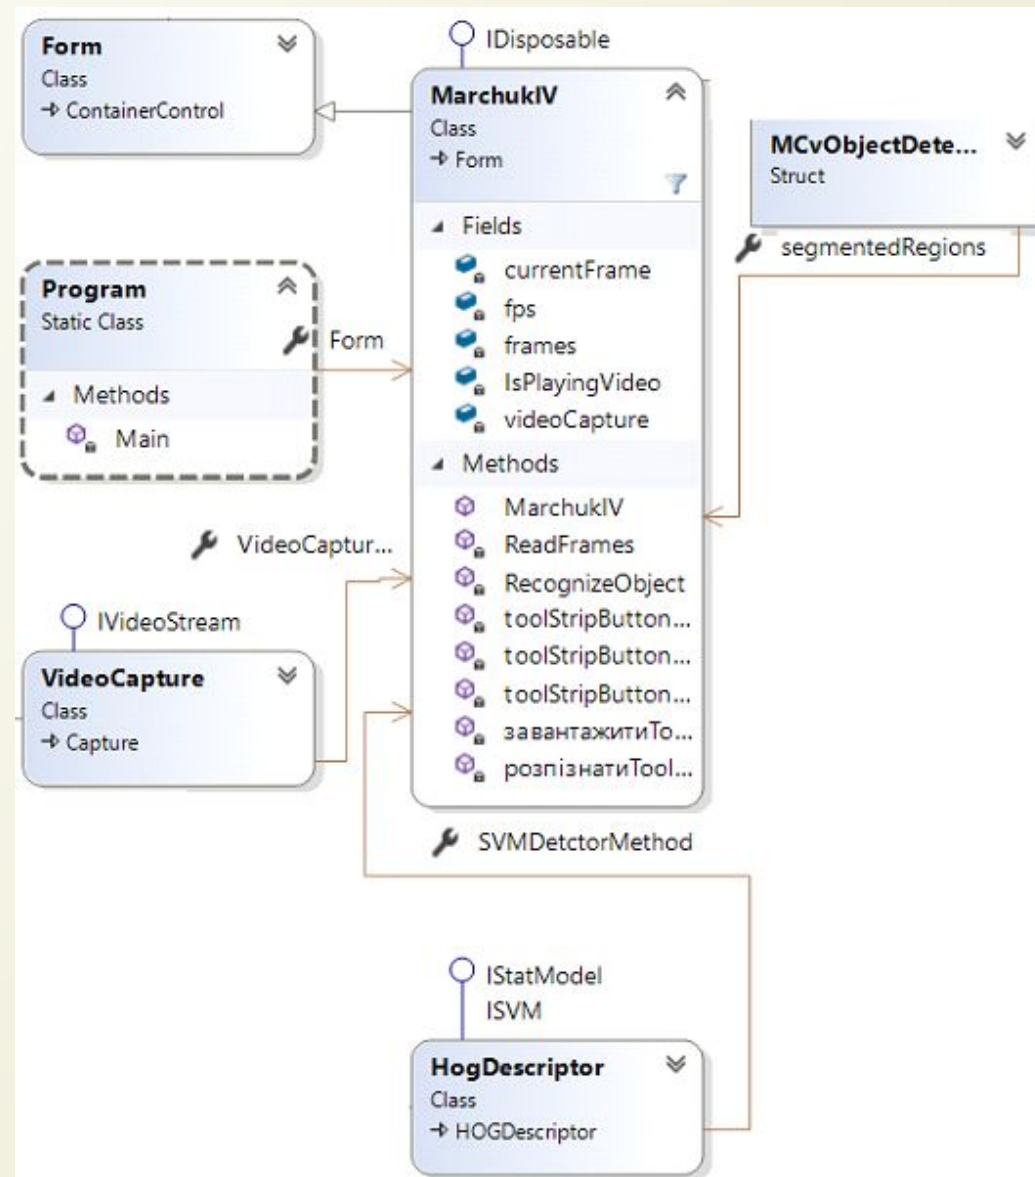 Form
Class
ContainerControl
IDisposable
MarchukIV
Class
Form
Fields
currentFrame
fps
frames
IsPlayingVideo
videoCapture
Methods
MarchukIV
ReadFrames
RecognizeObject
toolStripButton...
toolStripButton...
toolStripButton...
завантажитиTo...
розпізнатиTool...
MCvObjectDete...
Struct
segmentedRegions
Program
Static Class
Methods
Main
Form
VideoCaptur...
IVideoStream
VideoCapture
Class
Capture
SVMDetctorMethod
IStatModel
ISVM
HogDescriptor
Class
HOGDescriptor